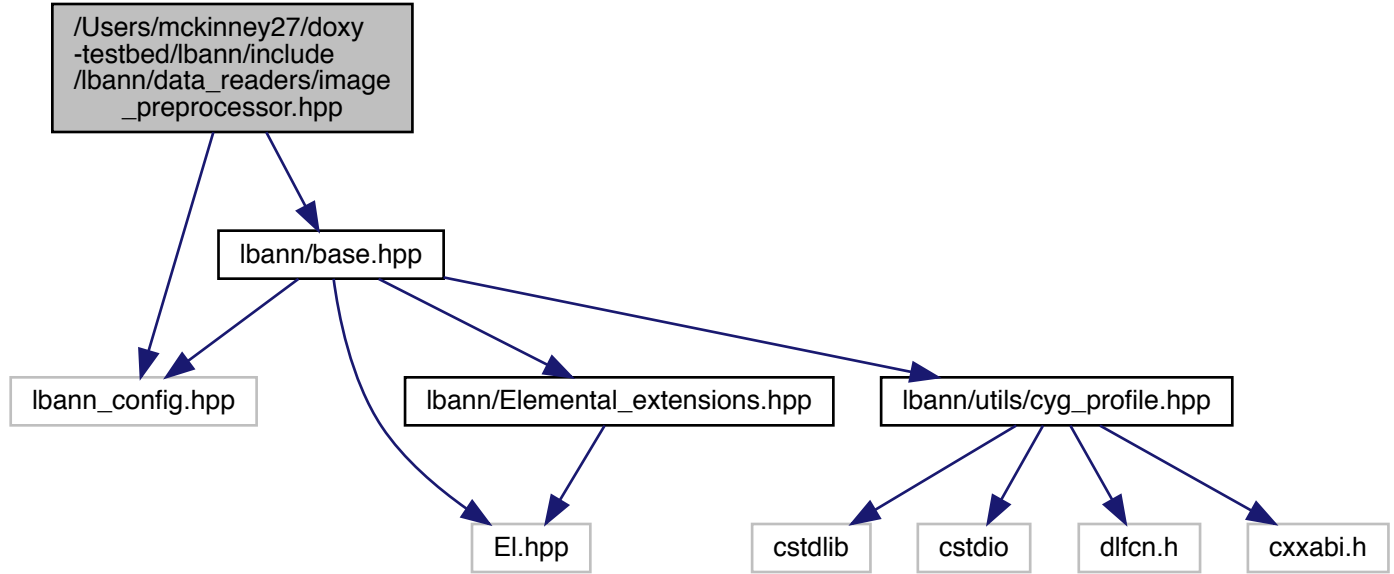 /Users/mckinney27/doxy
-testbed/lbann/include
/lbann/data_readers/image
_preprocessor.hpp
lbann/base.hpp
lbann_config.hpp
lbann/Elemental_extensions.hpp
lbann/utils/cyg_profile.hpp
El.hpp
cstdlib
cstdio
dlfcn.h
cxxabi.h